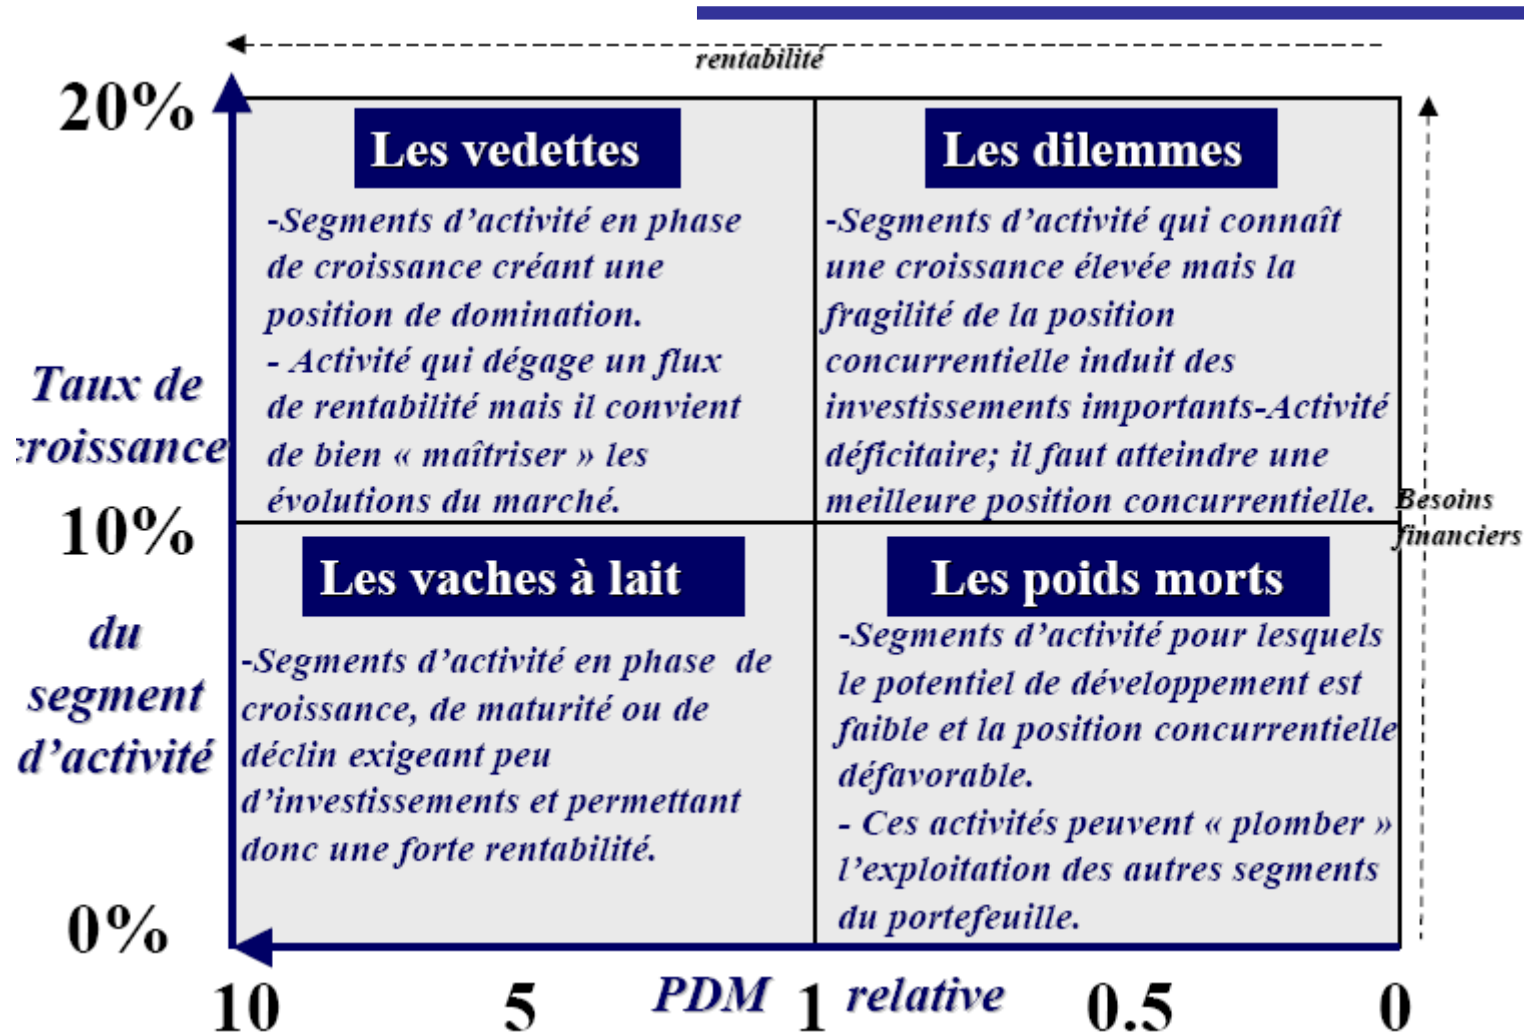 rentabilité
20%
Les vedettes
-Segments d'activité en phase
de croissance créant une
position de domination.
- Activité qui dégage un flux
de rentabilité mais il convient
de bien « maîtriser » les
évolutions du marché.
Les dilemmes
-Segments d'activité qui connaît
une croissance élevée mais la
fragilité de la position
concurrentielle induit des
investissements importants-Activité
déficitaire; il faut atteindre une
meilleure position concurrentielle.
Taux de
croissance
10%
du
segment
d'activité
Besoins
financiers
Les vaches à lait
-Segments d'activité en phase de
croissance, de maturité ou de
déclin exigeant peu
d'investissements et permettant
donc une forte rentabilité.
Les poids morts
-Segments d'activité pour lesquels
le potentiel de développement est
faible et la position concurrentielle
défavorable.
- Ces activités peuvent « plomber »
l'exploitation des autres segments
du portefeuille.
0%
10 5 PDM 1 relative 0.5 0